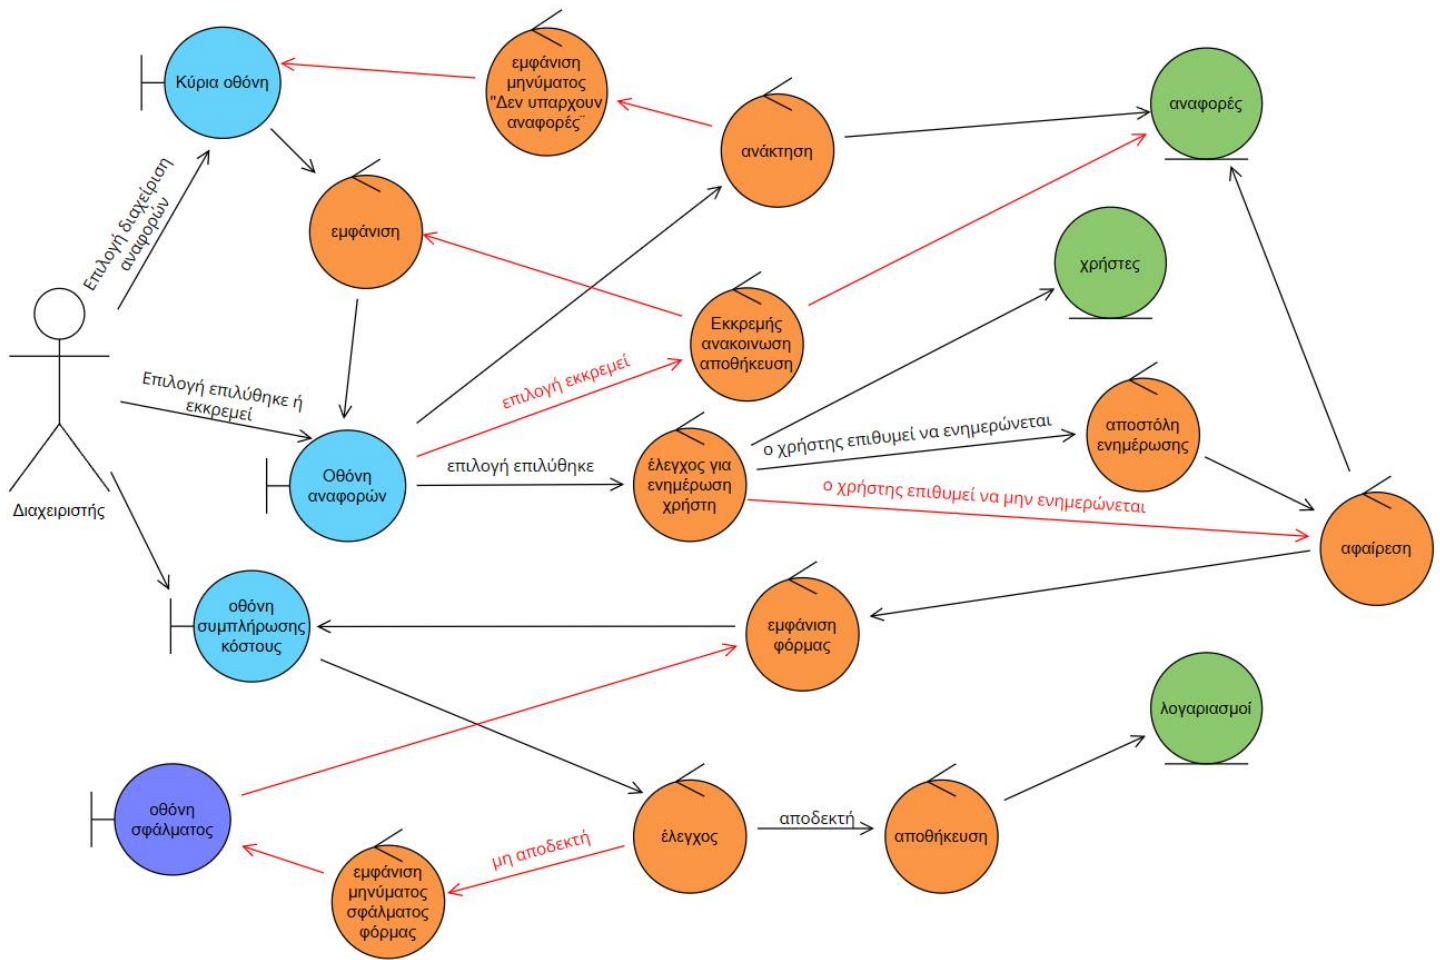 Κύρια οθόνη
εμφάνιση
μηνύματος
"Δεν υπαρχουν
αναφορές¨
ανάκτηση
αναφορές
Επιλογή διαχείριση
αναφορών
εμφάνιση
χρήστες
Εκκρεμής
ανακοινωση
αποθήκευση
επιλογή εκκρεμεί
Επιλογή επιλύθηκε ή
εκκρεμεί
Διαχειριστής
Οθόνη
αναφορών
επιλογή επιλύθηκε
έλεγχος για
ενημέρωση
χρήστη
ο χρήστης επιθυμεί να ενημερώνεται
αποστόλη
ενημέρωσης
ο χρήστης επιθυμεί να μην ενημερώνεται
αφαίρεση
οθόνη
συμπλήρωσης
κόστους
εμφάνιση
φόρμας
λογαριασμοί
οθόνη
σφάλματος
εμφάνιση
μηνύματος
σφάλματος
φόρμας
μη αποδεκτή
έλεγχος
αποδεκτή
αποθήκευση